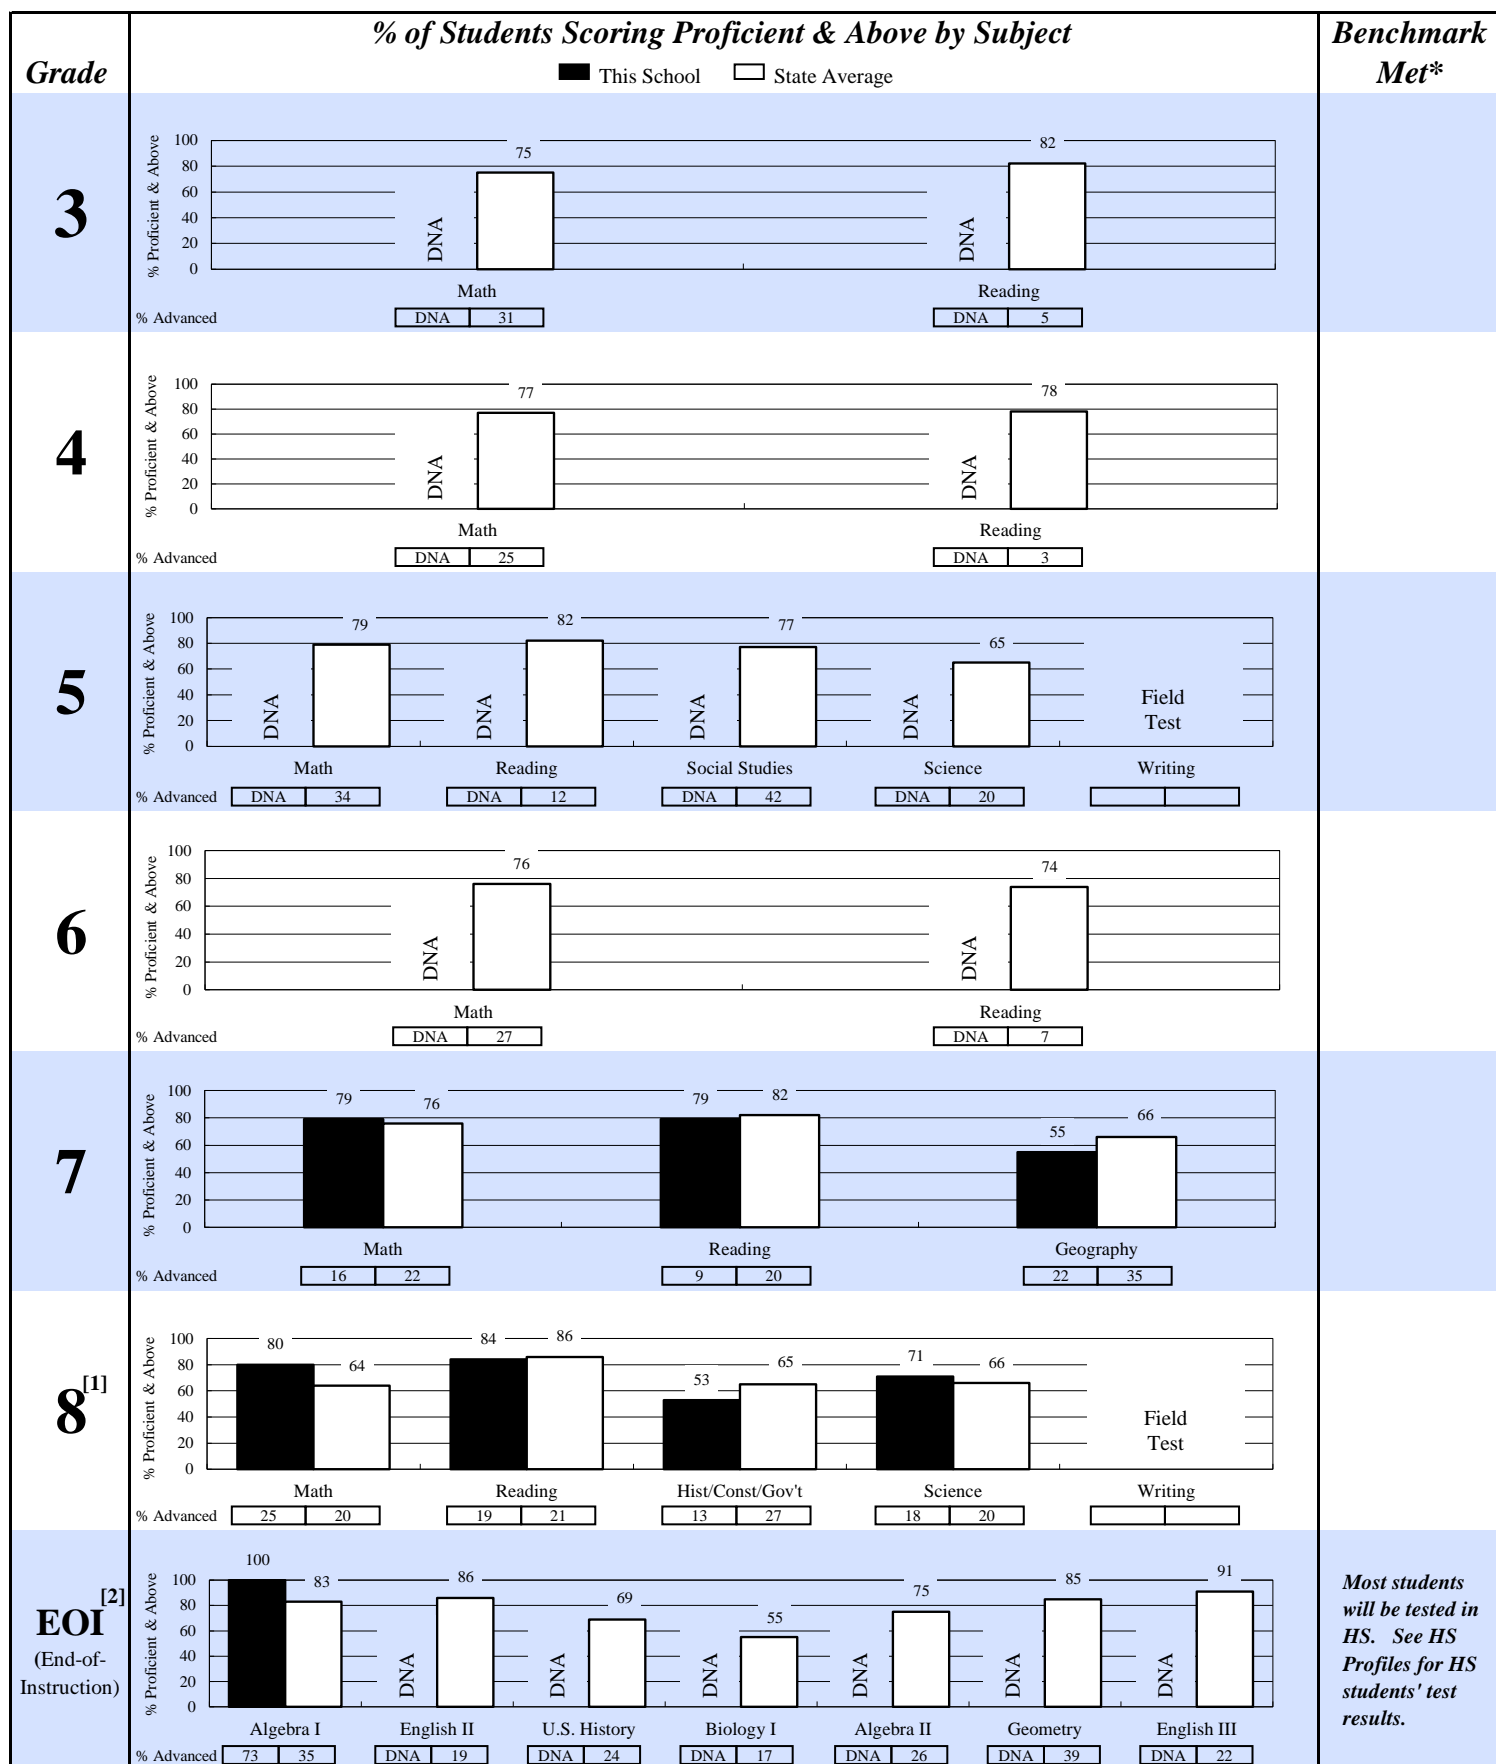 % of Students Scoring Proficient & Above by Subject
Benchmark
Met*
Grade
This School State Average
3
% Proficient & Above
100
80
60
40
20
0
DNA 75
DNA 82
Math Reading
% Advanced DNA 31 DNA 5
4
% Proficient & Above
100
80
60
40
20
0
DNA 77
DNA 78
Math Reading
% Advanced DNA 25 DNA 3
5
% Proficient & Above
100
80
60
40
20
0
DNA 79
DNA 82
DNA 77
DNA 65
Field
Test
Math Reading Social Studies Science Writing
% Advanced DNA 34 DNA 12 DNA 42 DNA 20
6
% Proficient & Above
100
80
60
40
20
0
DNA 76
DNA 74
Math Reading
% Advanced DNA 27 DNA 7
7
% Proficient & Above
100
80
60
40
20
0
79 76
79 82
55 66
Math Reading Geography
% Advanced 16 22 9 20 22 35
8[1]
% Proficient & Above
100
80
60
40
20
0
80 64
84 86
53 65
71 66
Field
Test
Math Reading Hist/Const/Gov't Science Writing
% Advanced 25 20 19 21 13 27 18 20
EOI[2]
(End-of-
Instruction)
% Proficient & Above
100
80
60
40
20
0
100 83
DNA 86
DNA 69
DNA 55
DNA 75
DNA 85
DNA 91
Algebra I English II U.S. History Biology I Algebra II Geometry English III
% Advanced 73 35 DNA 19 DNA 24 DNA 17 DNA 26 DNA 39 DNA 22
Most students
will be tested in
HS. See HS
Profiles for HS
students' test
results.